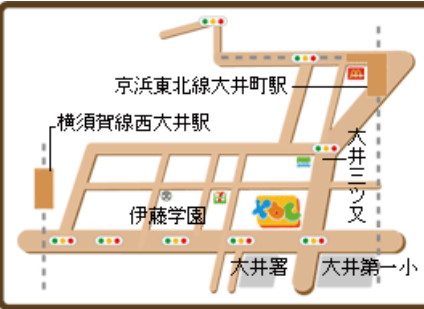 京浜東北線大井町駅
横須賀線西大井駅
大井三ツ又
伊藤学園
大井署
大井第一小